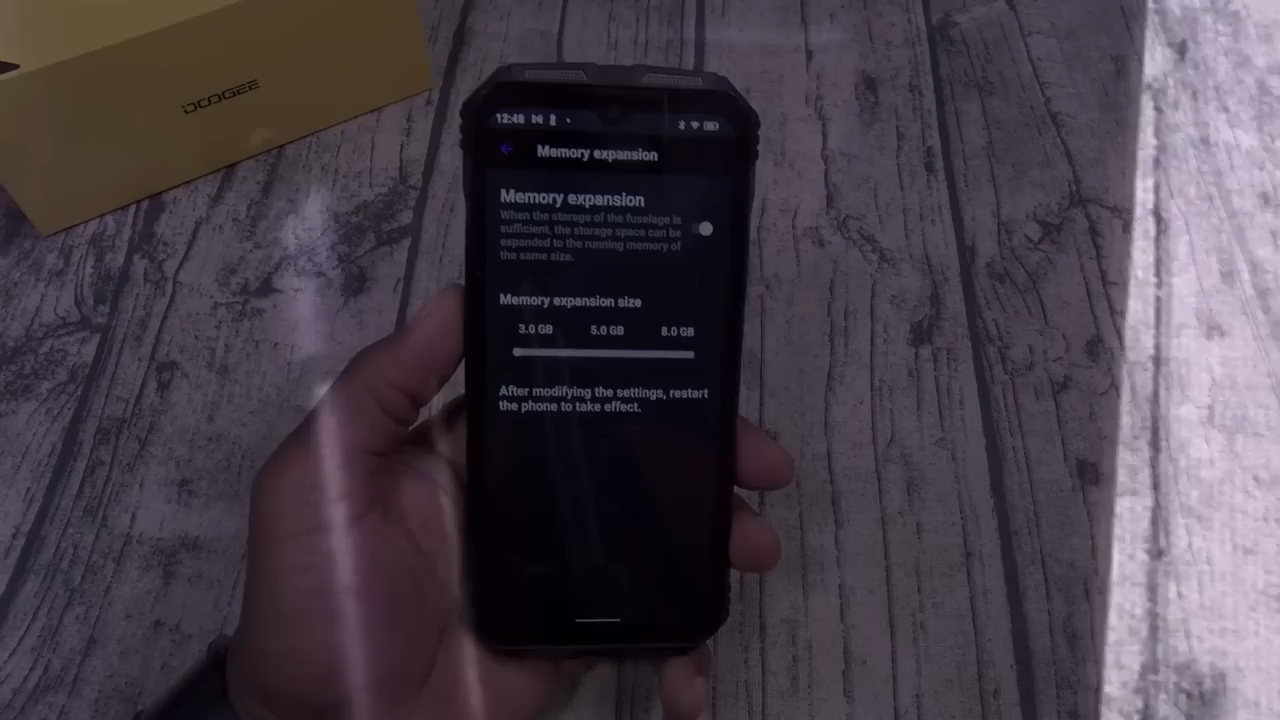 DOOGEE
12:48
Memory expansion
Memory expansion
When the storage of the fuselage is
sufficient, the storage space can be
expanded to the running memory of
the same size.
Memory expansion size
3.0 GB 5.0 GB 8.0 GB
After modifying the settings, restart
the phone to take effect.